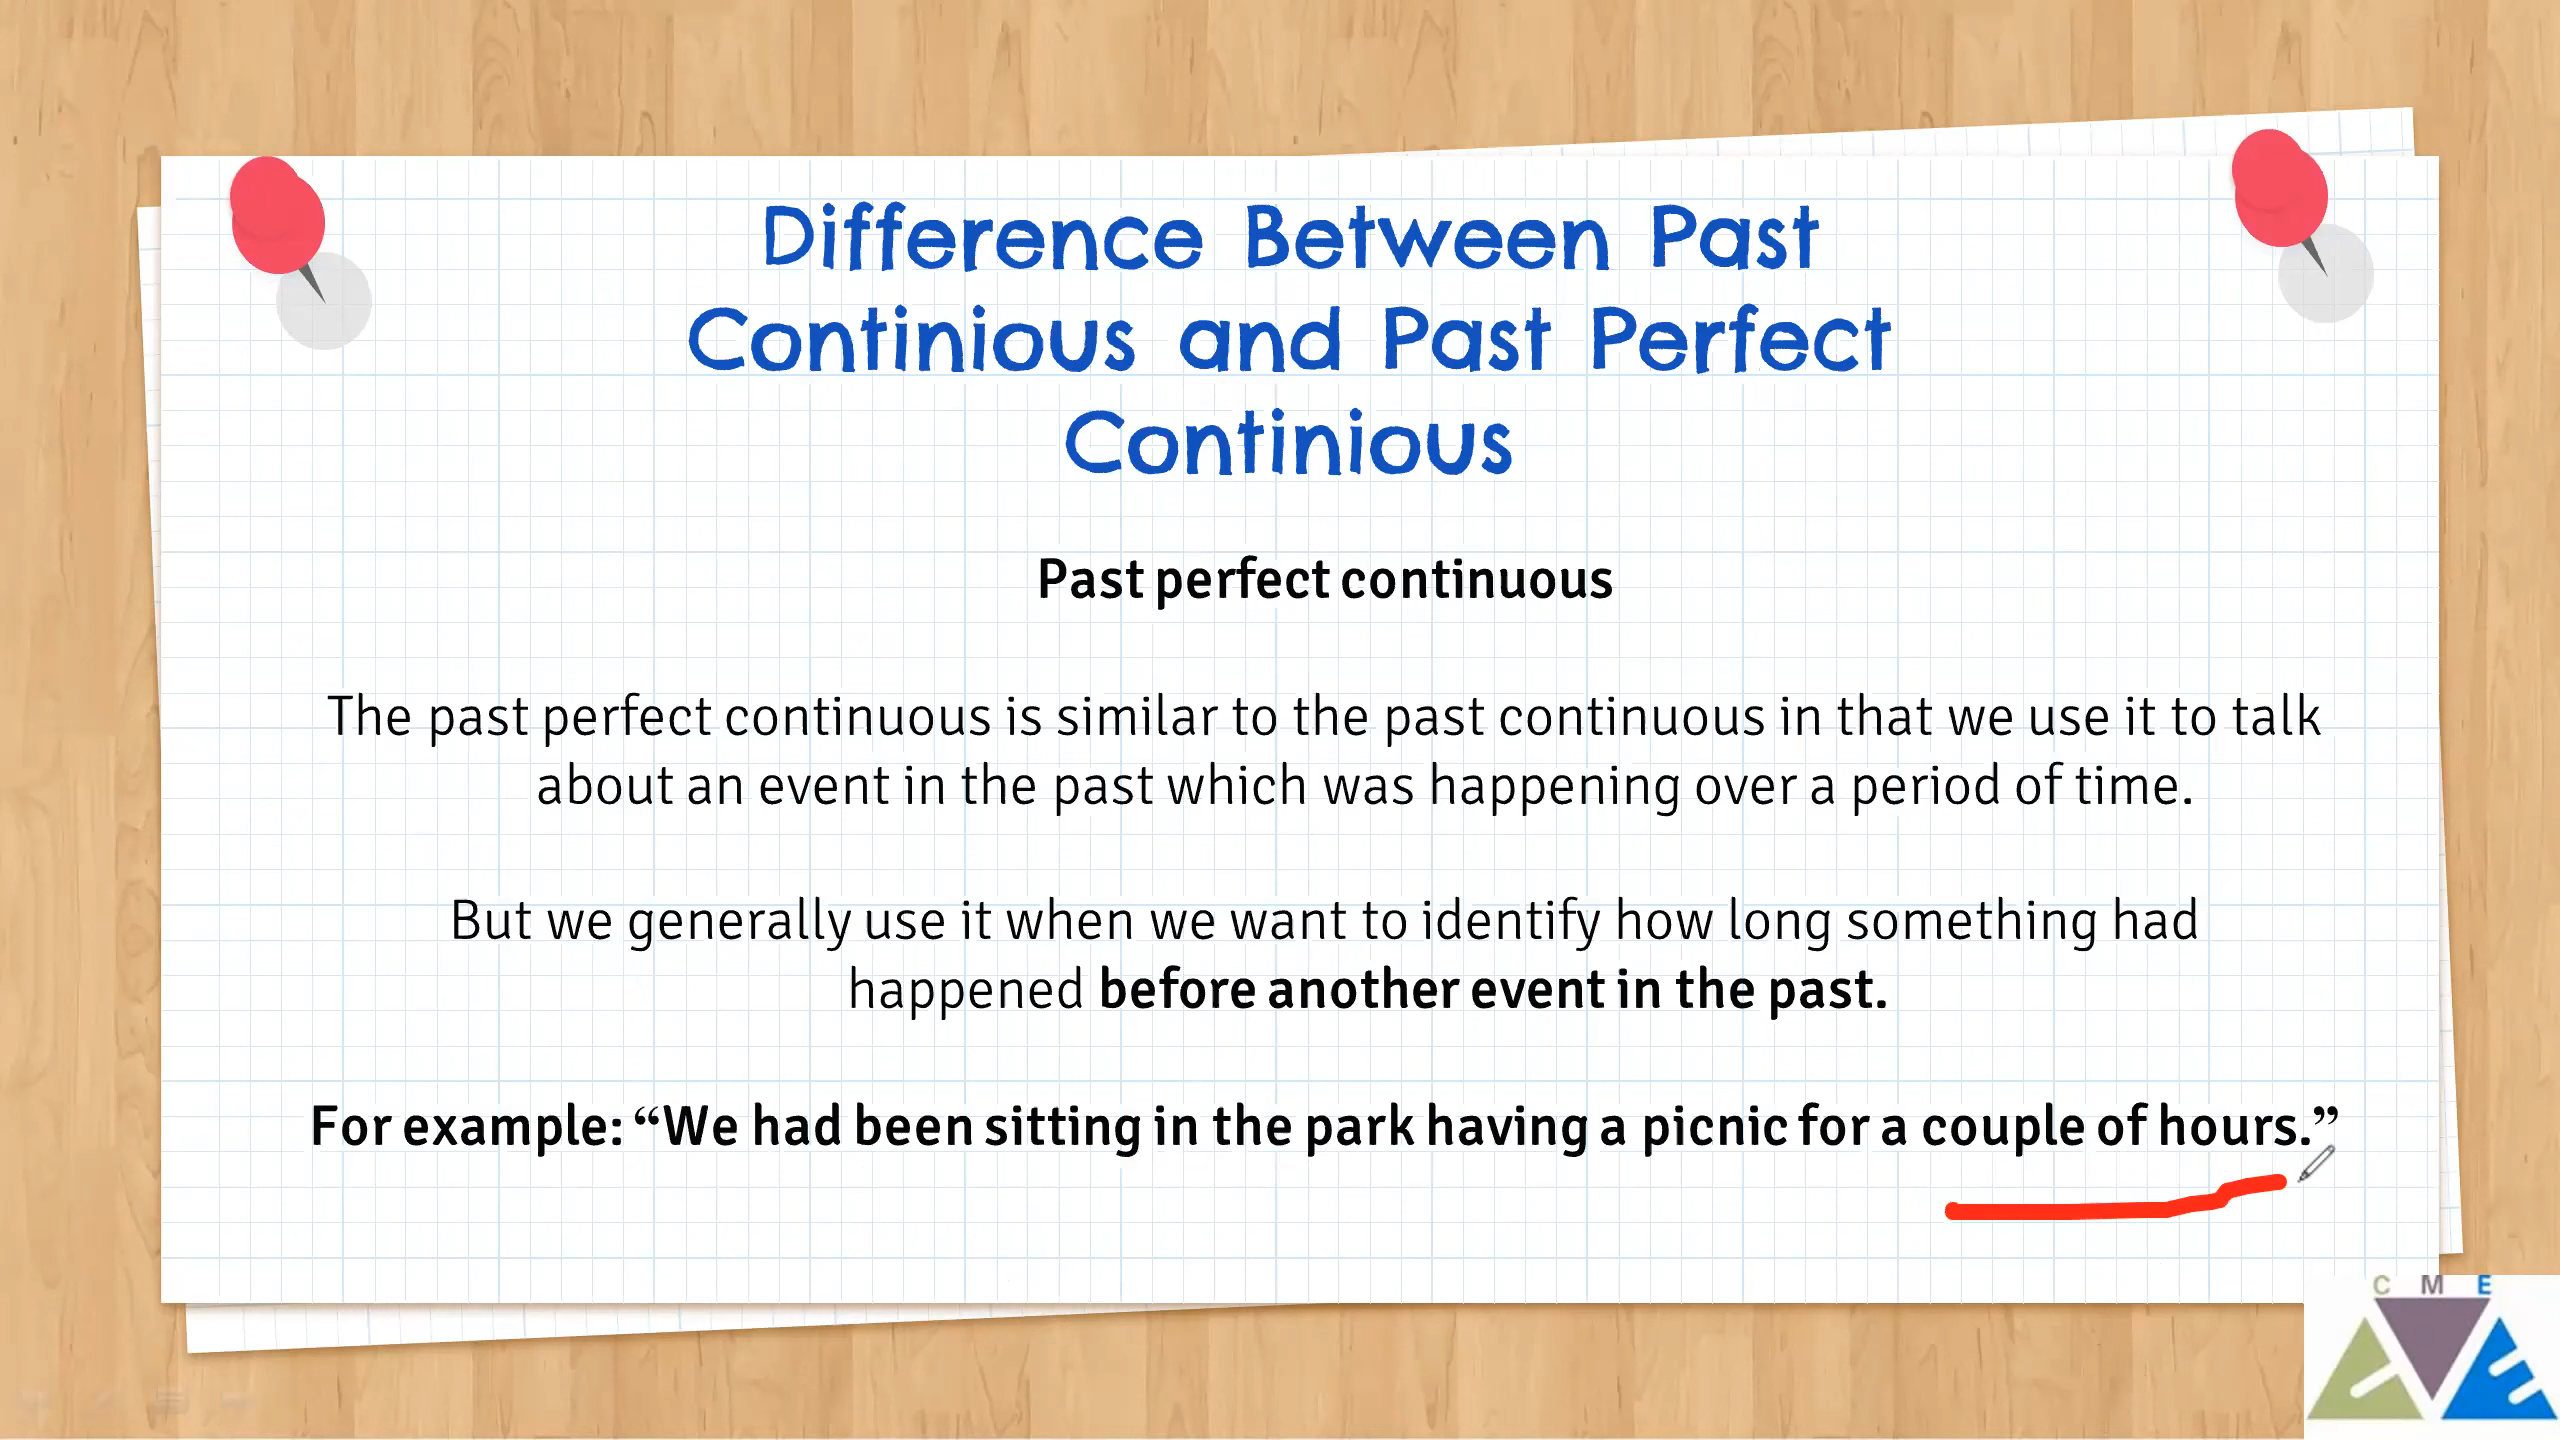 Difference Between Past
Continious and Past Perfect
Continious
Past perfect continuous
The past perfect continuous is similar to the past continuous in that we use it to talk
about an event in the past which was happening over a period of time.
But we generally use it when we want to identify how long something had
happened before another event in the past.
For example: “We had been sitting in the park having a picnic for a couple of hours.”
C M E